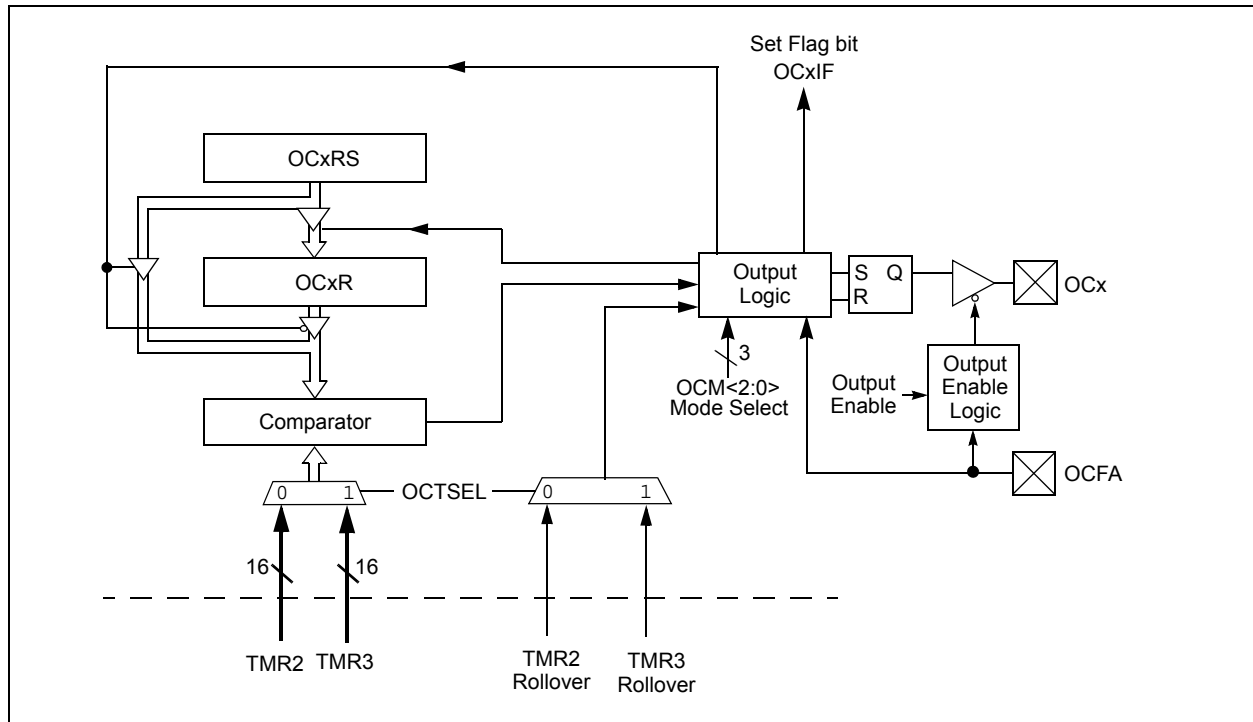 Set Flag bit
OCxIF
OCxRS
OCxR
Output
Logic
S Q
R
OCx
3
OCM<2:0>
Mode Select
Output
Enable
Output
Enable
Logic
Comparator
OCFA
0 1
OCTSEL
0 1
16
16
TMR2
TMR3
TMR2
Rollover
TMR3
Rollover